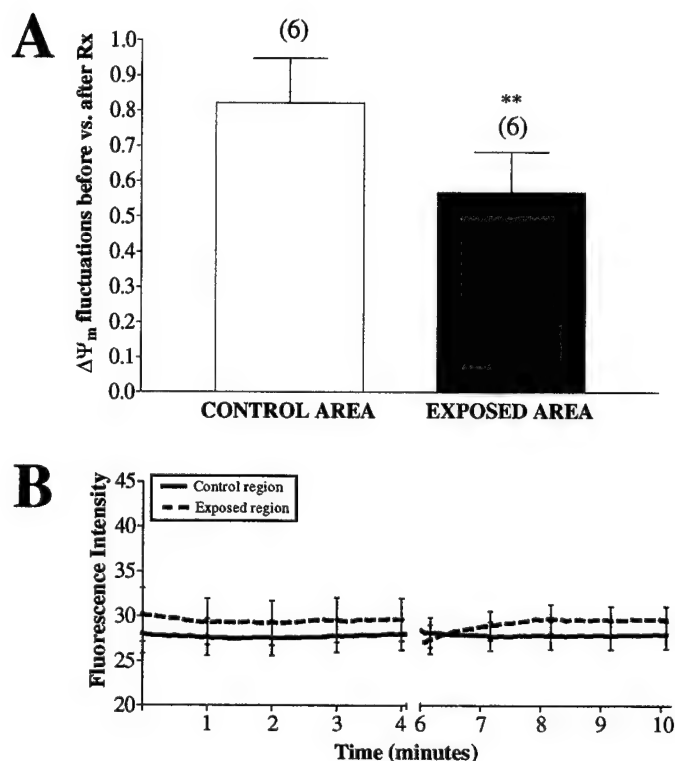 A
ΔΨm fluctuations before vs. after Rx
1.0
0.9
0.8
0.7
0.6
0.5
0.4
0.3
0.2
0.1
0.0
(6)
**
(6)
CONTROL AREA EXPOSED AREA
B
Fluorescence Intensity
45
40
35
30
25
20
Control region
Exposed region
1 2 3 4 6 7 8 9 10
Time (minutes)